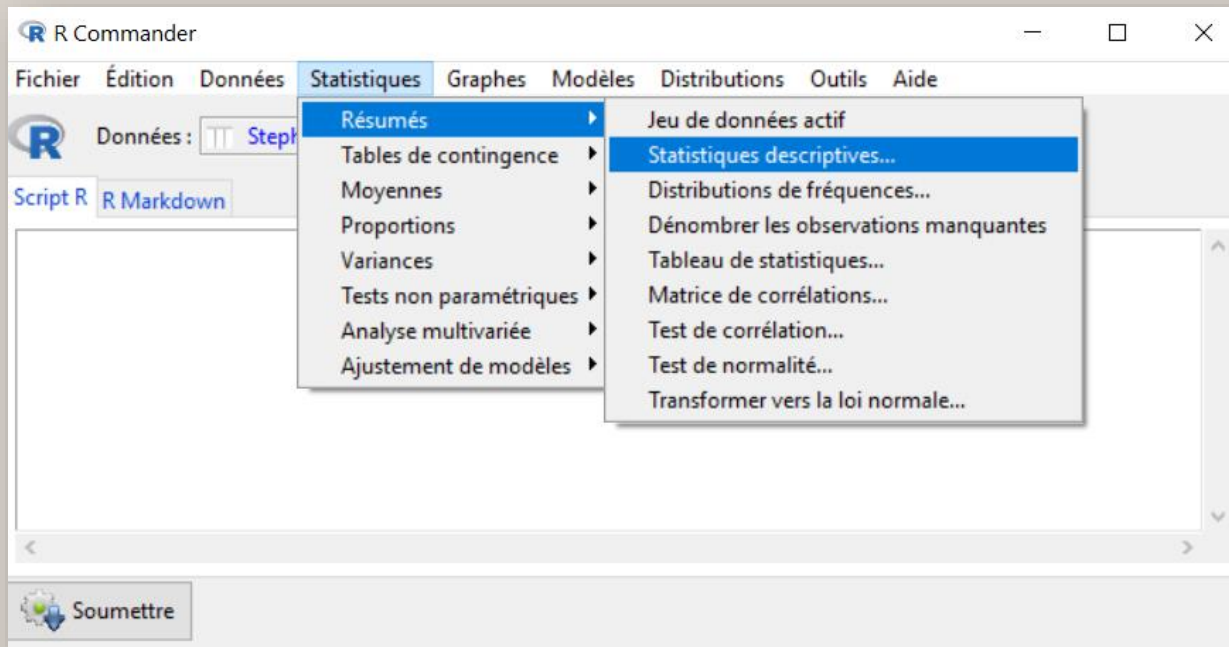 R Commander
Fichier Édition Données Statistiques Graphes Modèles Distributions Outils Aide
Données :
Script R R Markdown
Résumés
Tables de contingence
Moyennes
Proportions
Variances
Tests non paramétriques
Analyse multivariée
Ajustement de modèles
Jeu de données actif
Statistiques descriptives...
Distributions de fréquences...
Dénombrer les observations manquantes
Tableau de statistiques...
Matrice de corrélations...
Test de corrélation...
Test de normalité...
Transformer vers la loi normale...
Soumettre